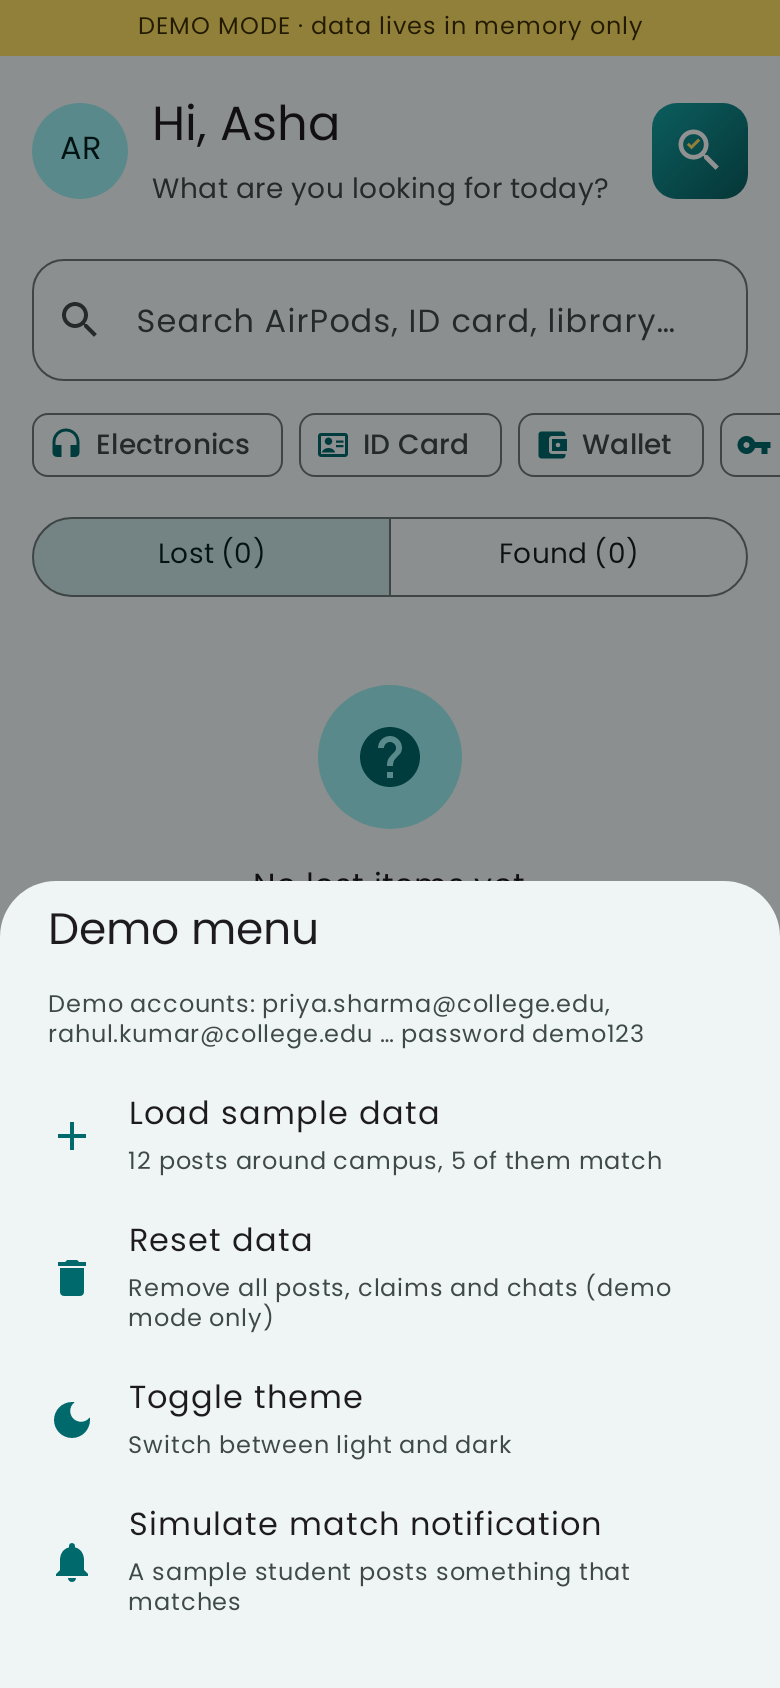 DEMO MODE · data lives in memory only
AR
Hi, Asha
What are you looking for today?
Search AirPods, ID card, library…
Electronics
ID Card
Wallet
Lost (0)
Found (0)
No lost items yet
Demo menu
Demo accounts: priya.sharma@college.edu,
rahul.kumar@college.edu … password demo123
Load sample data
12 posts around campus, 5 of them match
Reset data
Remove all posts, claims and chats (demo
mode only)
Toggle theme
Switch between light and dark
Simulate match notification
A sample student posts something that
matches